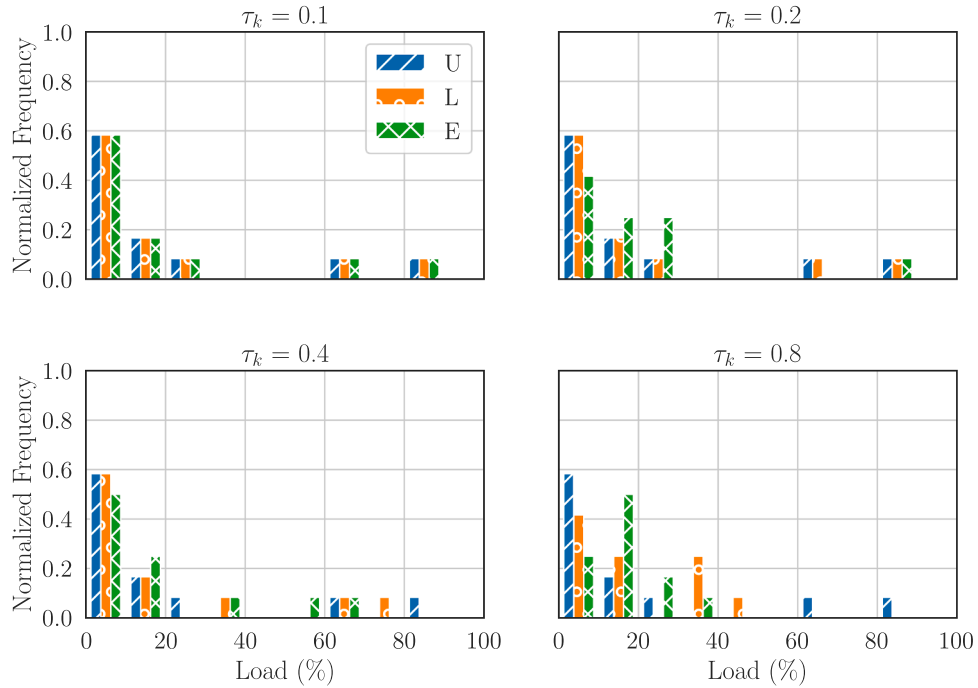 τₖ = 0.1
τₖ = 0.2
Normalized Frequency
1.0
0.8
0.6
0.4
0.2
0.0
U
L
E
τₖ = 0.4
τₖ = 0.8
Normalized Frequency
1.0
0.8
0.6
0.4
0.2
0.0
0 20 40 60 80 100
0 20 40 60 80 100
Load (%)
Load (%)